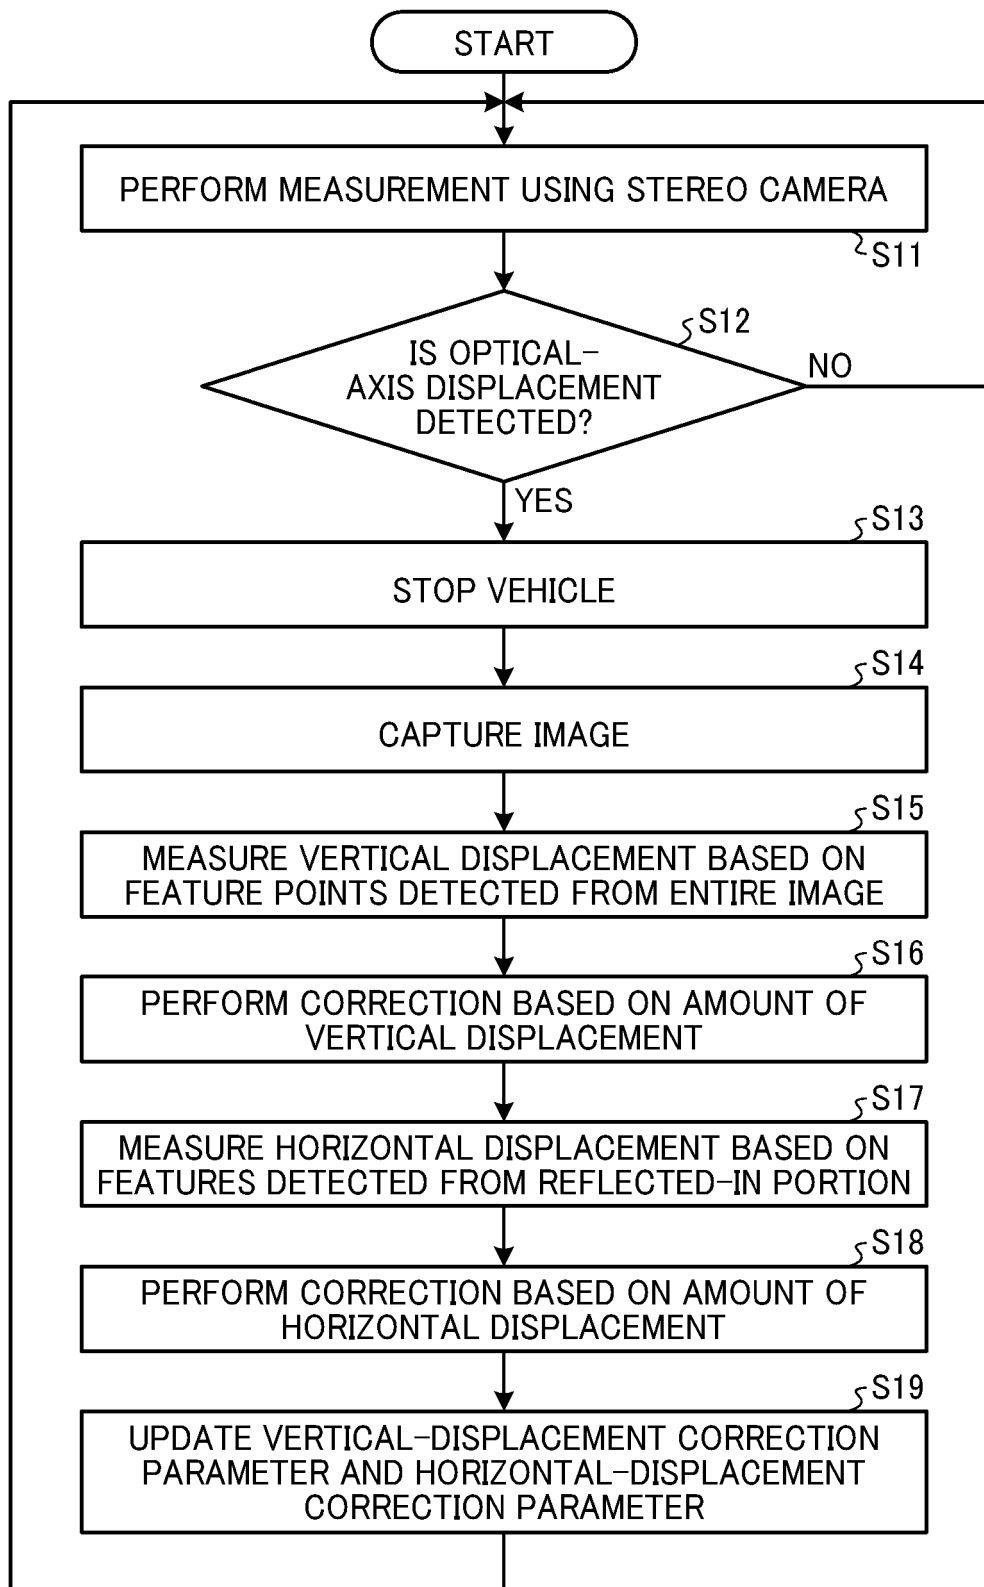 START
PERFORM MEASUREMENT USING STEREO CAMERA
S11
S12
IS OPTICAL-
AXIS DISPLACEMENT
DETECTED?
NO
YES
S13
STOP VEHICLE
S14
CAPTURE IMAGE
S15
MEASURE VERTICAL DISPLACEMENT BASED ON
FEATURE POINTS DETECTED FROM ENTIRE IMAGE
S16
PERFORM CORRECTION BASED ON AMOUNT OF
VERTICAL DISPLACEMENT
S17
MEASURE HORIZONTAL DISPLACEMENT BASED ON
FEATURES DETECTED FROM REFLECTED-IN PORTION
S18
PERFORM CORRECTION BASED ON AMOUNT OF
HORIZONTAL DISPLACEMENT
S19
UPDATE VERTICAL-DISPLACEMENT CORRECTION
PARAMETER AND HORIZONTAL-DISPLACEMENT
CORRECTION PARAMETER